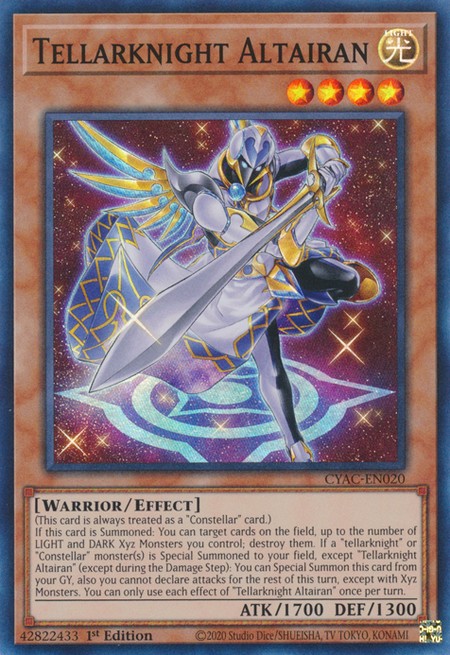 TELLARKNIGHT ALTAIRAN
LIGHT
光
CYAC-EN020
[WARRIOR/EFFECT]
(This card is always treated as a "Constellar" card.)
If this card is Summoned: You can target cards on the field, up to the number of
LIGHT and DARK Xyz Monsters you control; destroy them. If a "tellarknight" or
"Constellar" monster(s) is Special Summoned to your field, except "Tellarknight
Altairan" (except during the Damage Step): You can Special Summon this card from
your GY, also you cannot declare attacks for the rest of this turn, except with Xyz
Monsters. You can only use each effect of "Tellarknight Altairan" once per turn.
ATK/1700 DEF/1300
42822433 1st Edition ©2020 Studio Dice/SHUEISHA, TV TOKYO, KONAMI